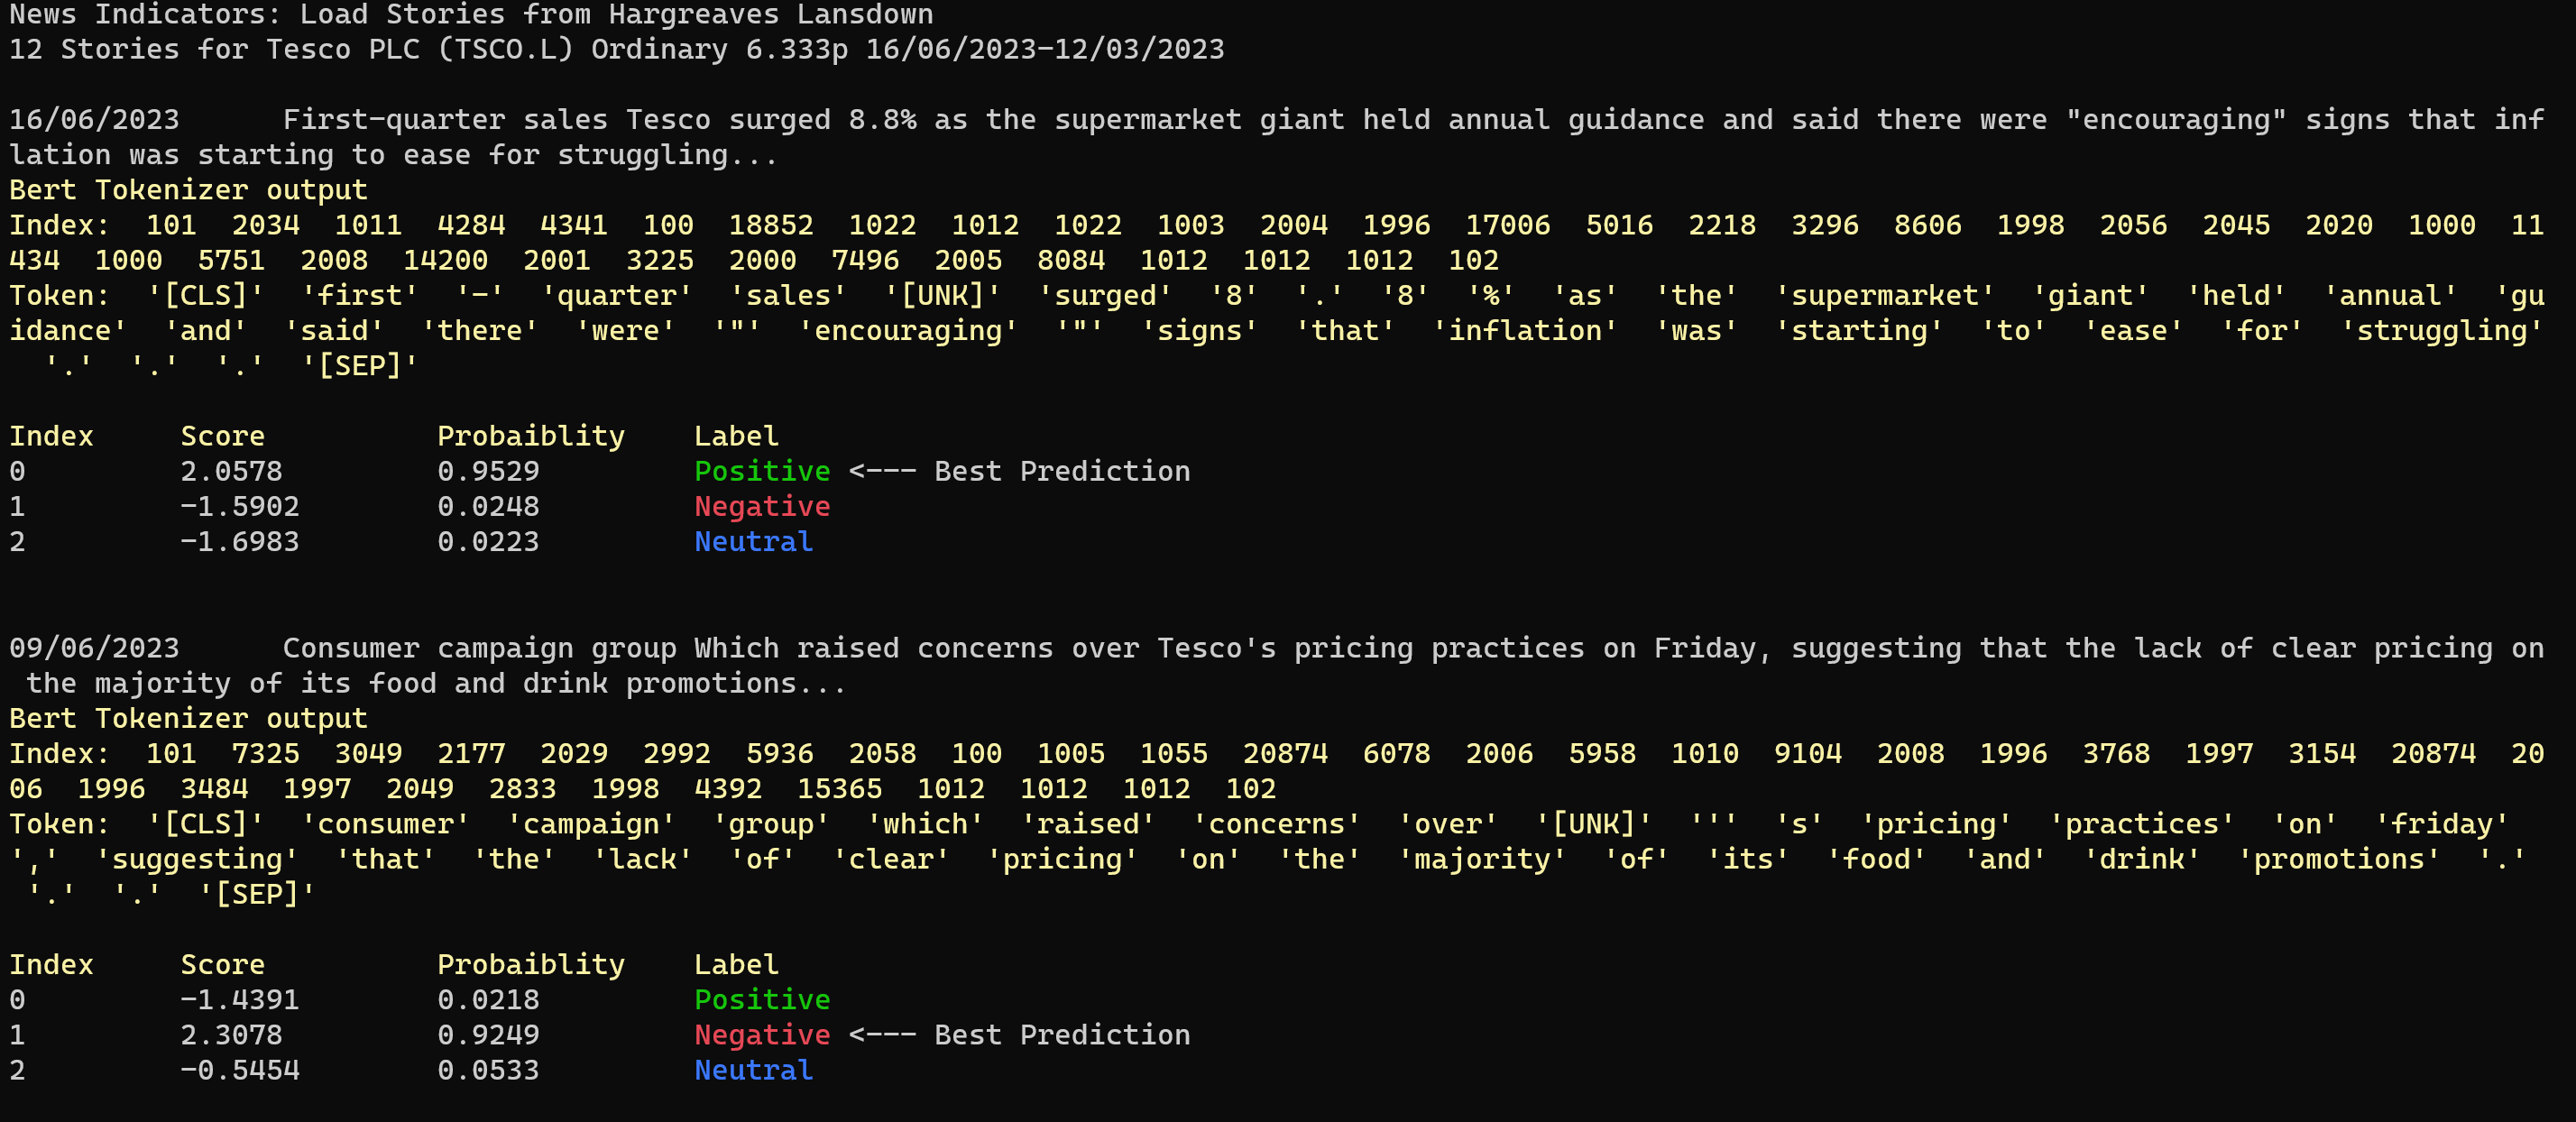 News Indicators: Load Stories from Hargreaves Lansdown
12 Stories for Tesco PLC (TSCO.L) Ordinary 6.333p 16/06/2023-12/03/2023
16/06/2023      First-quarter sales Tesco surged 8.8% as the supermarket giant held annual guidance and said there were "encouraging" signs that inf
lation was starting to ease for struggling...
Bert Tokenizer output
Index:  101  2034  1011  4284  4341  100  18852  1022  1012  1022  1003  2004  1996  17006  5016  2218  3296  8606  1998  2056  2045  2020  1000  11
434  1000  5751  2008  14200  2001  3225  2000  7496  2005  8084  1012  1012  1012  102
Token:  '[CLS]'  'first'  '-'  'quarter'  'sales'  '[UNK]'  'surged'  '8'  '.'  '8'  '%'  'as'  'the'  'supermarket'  'giant'  'held'  'annual'  'gu
idance'  'and'  'said'  'there'  'were'  '"'  'encouraging'  '"'  'signs'  'that'  'inflation'  'was'  'starting'  'to'  'ease'  'for'  'struggling'
  '.'  '.'  '.'  '[SEP]'
Index     Score          Probaiblity    Label
0         2.0578         0.9529         Positive <--- Best Prediction
1         -1.5902        0.0248         Negative
2         -1.6983        0.0223         Neutral
09/06/2023      Consumer campaign group Which raised concerns over Tesco's pricing practices on Friday, suggesting that the lack of clear pricing on
 the majority of its food and drink promotions...
Bert Tokenizer output
Index:  101  7325  3049  2177  2029  2992  5936  2058  100  1005  1055  20874  6078  2006  5958  1010  9104  2008  1996  3768  1997  3154  20874  20
06  1996  3484  1997  2049  2833  1998  4392  15365  1012  1012  1012  102
Token:  '[CLS]'  'consumer'  'campaign'  'group'  'which'  'raised'  'concerns'  'over'  '[UNK]'  '''  's'  'pricing'  'practices'  'on'  'friday'
','  'suggesting'  'that'  'the'  'lack'  'of'  'clear'  'pricing'  'on'  'the'  'majority'  'of'  'its'  'food'  'and'  'drink'  'promotions'  '.'
 '.'  '.'  '[SEP]'
Index     Score          Probaiblity    Label
0         -1.4391        0.0218         Positive
1         2.3078         0.9249         Negative <--- Best Prediction
2         -0.5454        0.0533         Neutral